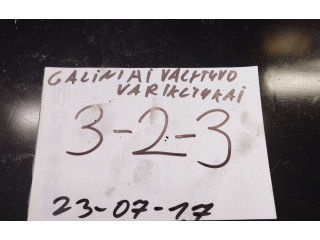 GALINIAI VALYTUVO
VARIKLIUKAI
3-2-3
23-07-17